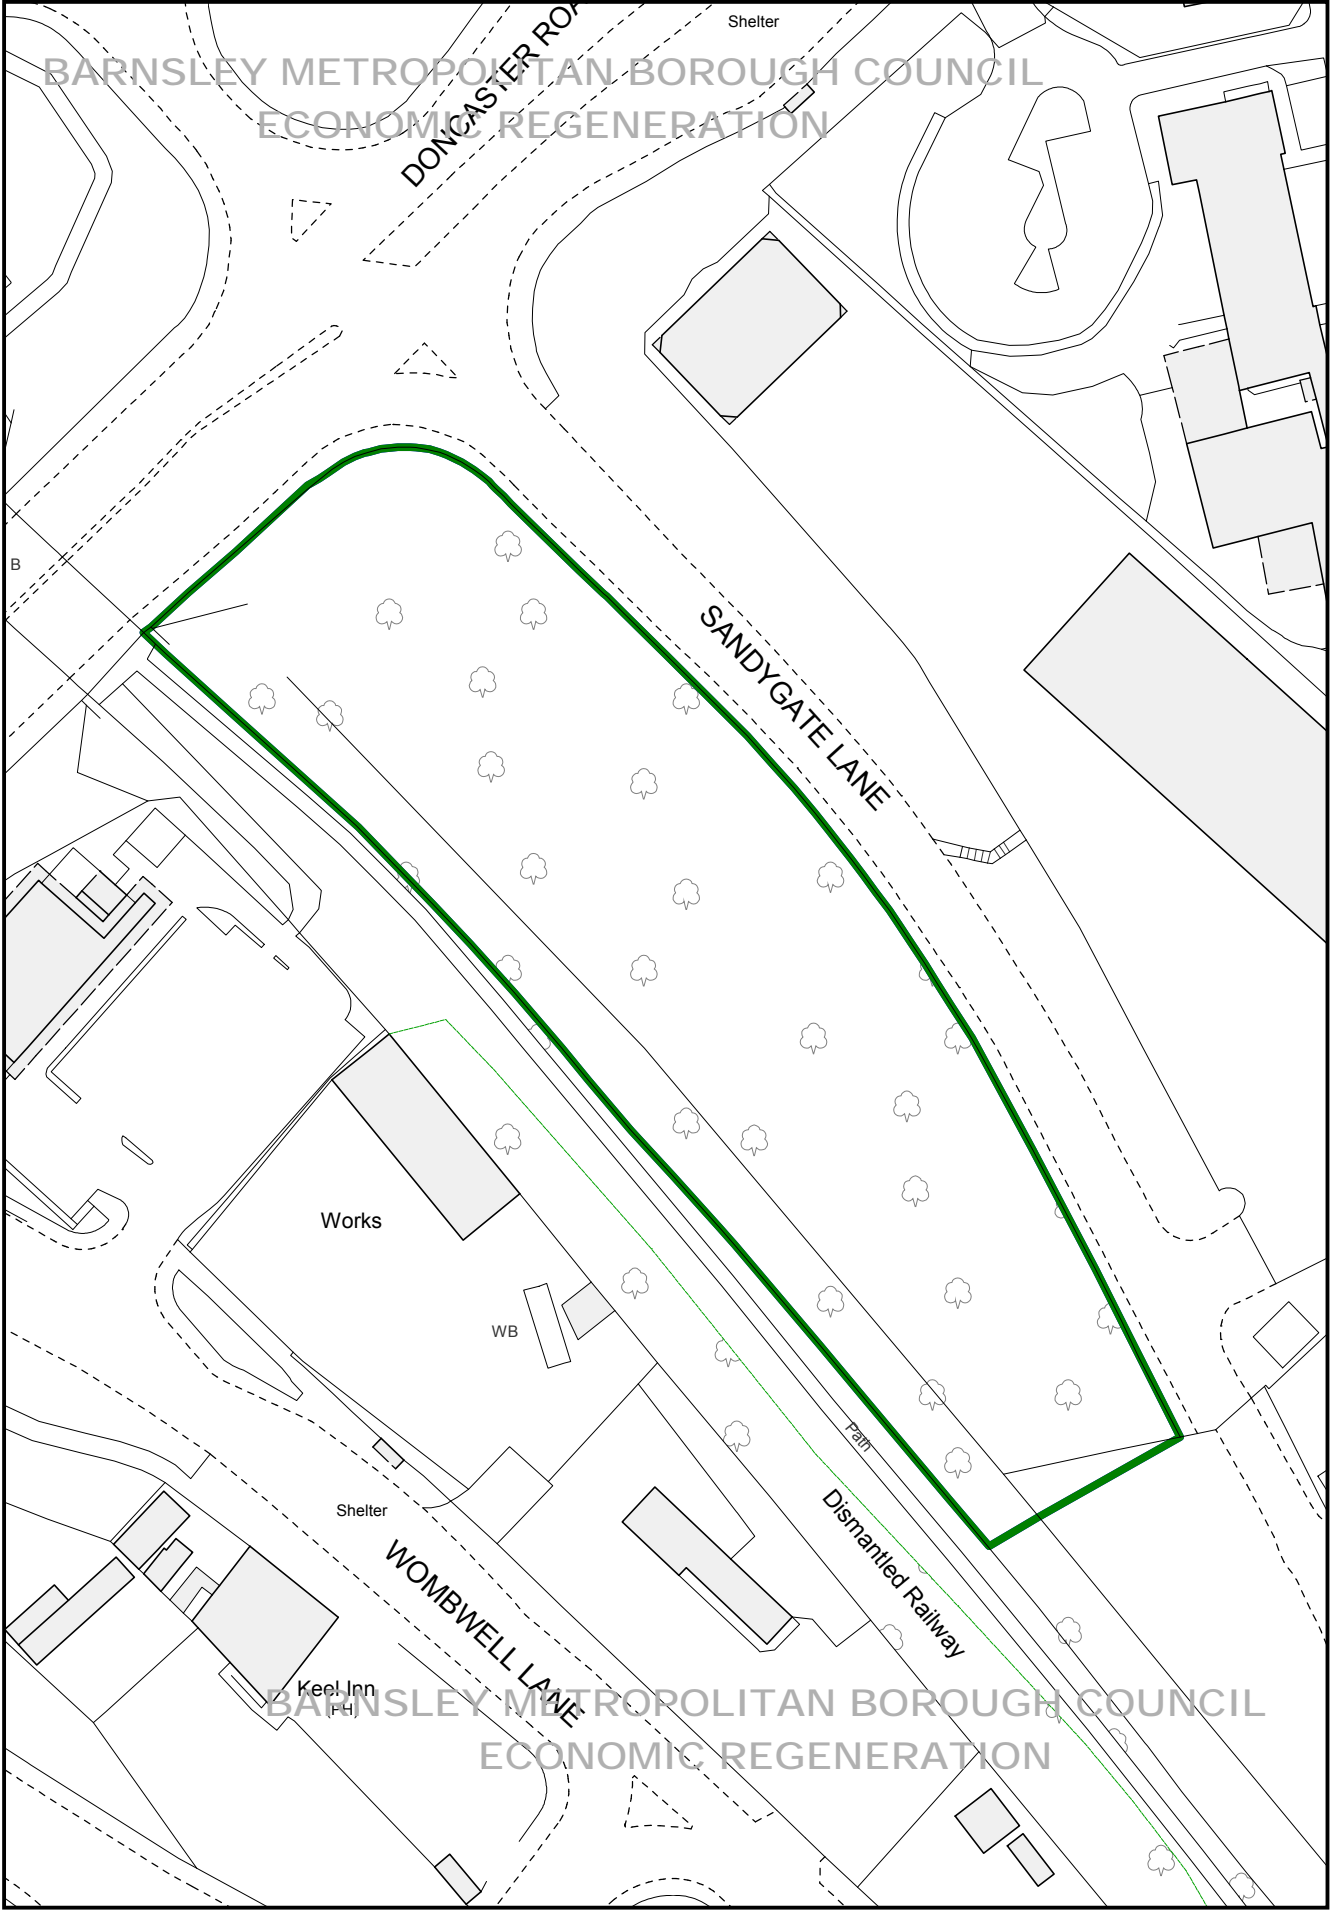 Shelter
DONCASTER ROA
BARNSLEY METROPOLITAN BOROUGH COUNCIL
ECONOMIC REGENERATION
B
SANDYGATE LANE
Works
WB
Path
Shelter
Dismantled Railway
WOMBWELL LANE
Keel Inn
(PH)
BARNSLEY METROPOLITAN BOROUGH COUNCIL
ECONOMIC REGENERATION